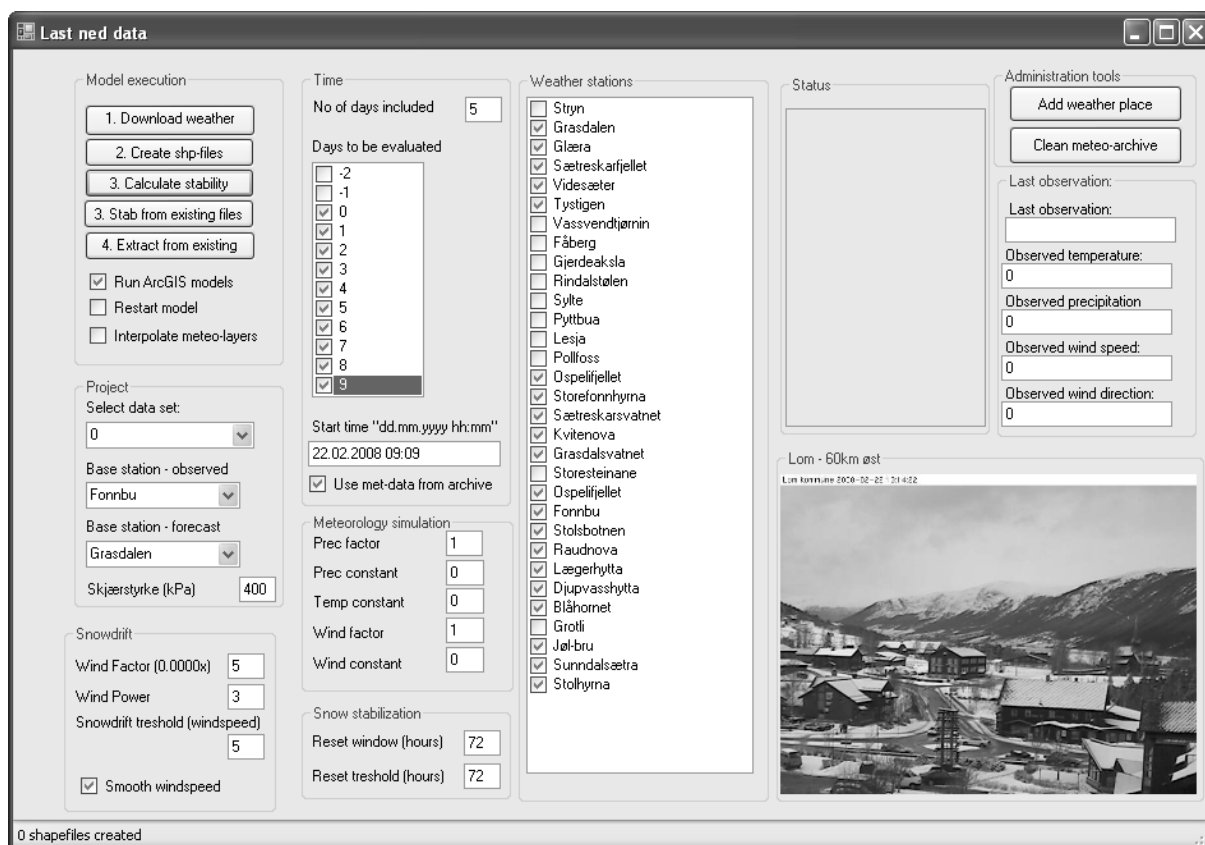 Last ned data
Model execution
1. Download weather
2. Create shp-files
3. Calculate stability
3. Stab from existing files
4. Extract from existing
Run ArcGIS models
Restart model
Interpolate meteo-layers
Project
Select data set:
0
Base station - observed
Fonnbu
Base station - forecast
Grasdalen
Skjærstyrke (kPa) 400
Snowdrift
Wind Factor (0.0000x) 5
Wind Power 3
Snowdrift treshold (windspeed)
5
Smooth windspeed
Time
No of days included 5
Days to be evaluated
-2
-1
0
1
2
3
4
5
6
7
8
9
Start time "dd.mm.yyyy hh:mm"
22.02.2008 09:09
Use met-data from archive
Meteorology simulation
Prec factor 1
Prec constant 0
Temp constant 0
Wind factor 1
Wind constant 0
Snow stabilization
Reset window (hours) 72
Reset treshold (hours) 72
Weather stations
Stryn
Grasdalen
Glæra
Sætreskarfjellet
Videsæter
Tystigen
Vassvendtjørnin
Fåberg
Gjerdeaksla
Rindalstølen
Sylte
Pyttbua
Lesja
Pollfoss
Ospelifjellet
Storefonnhyrna
Sætreskarsvatnet
Kvitenova
Grasdalsvatnet
Storesteinane
Ospelifjellet
Fonnbu
Stolsbotnen
Raudnova
Lægerhytta
Djupvasshytta
Blåhornet
Grotli
Jøl-bru
Sunndalsætra
Stolhyrna
Status
Administration tools
Add weather place
Clean meteo-archive
Last observation:
Last observation:
Observed temperature:
0
Observed precipitation
0
Observed wind speed:
0
Observed wind direction:
0
Lom - 60km øst
Lom kommune
0 shapefiles created